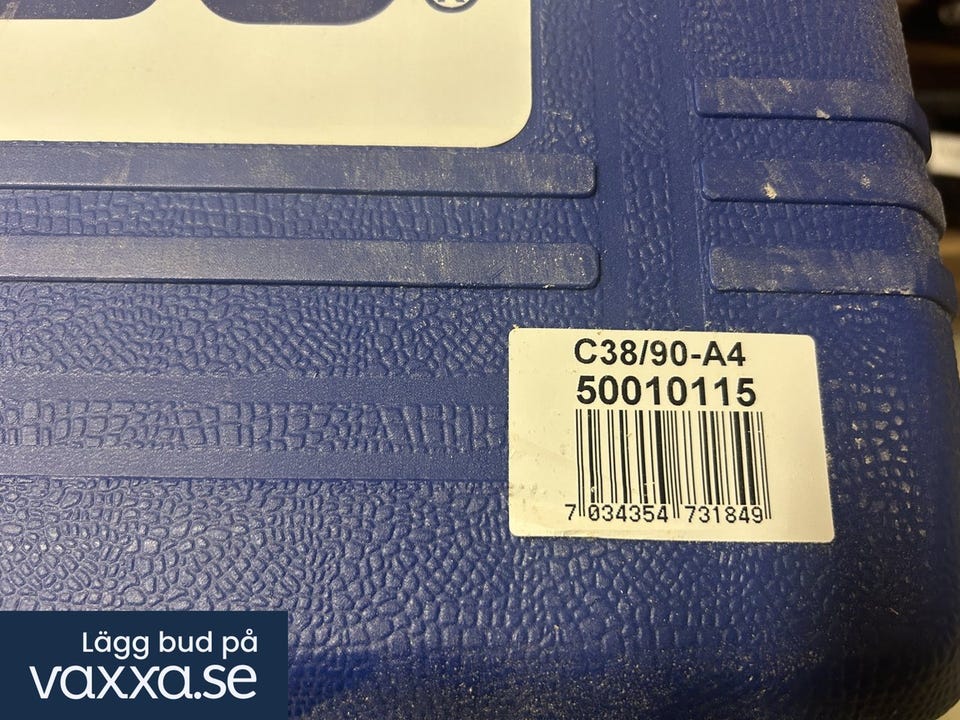 C38/90-A4
50010115
7 034354 731849
Lägg bud på
vaxxa.se